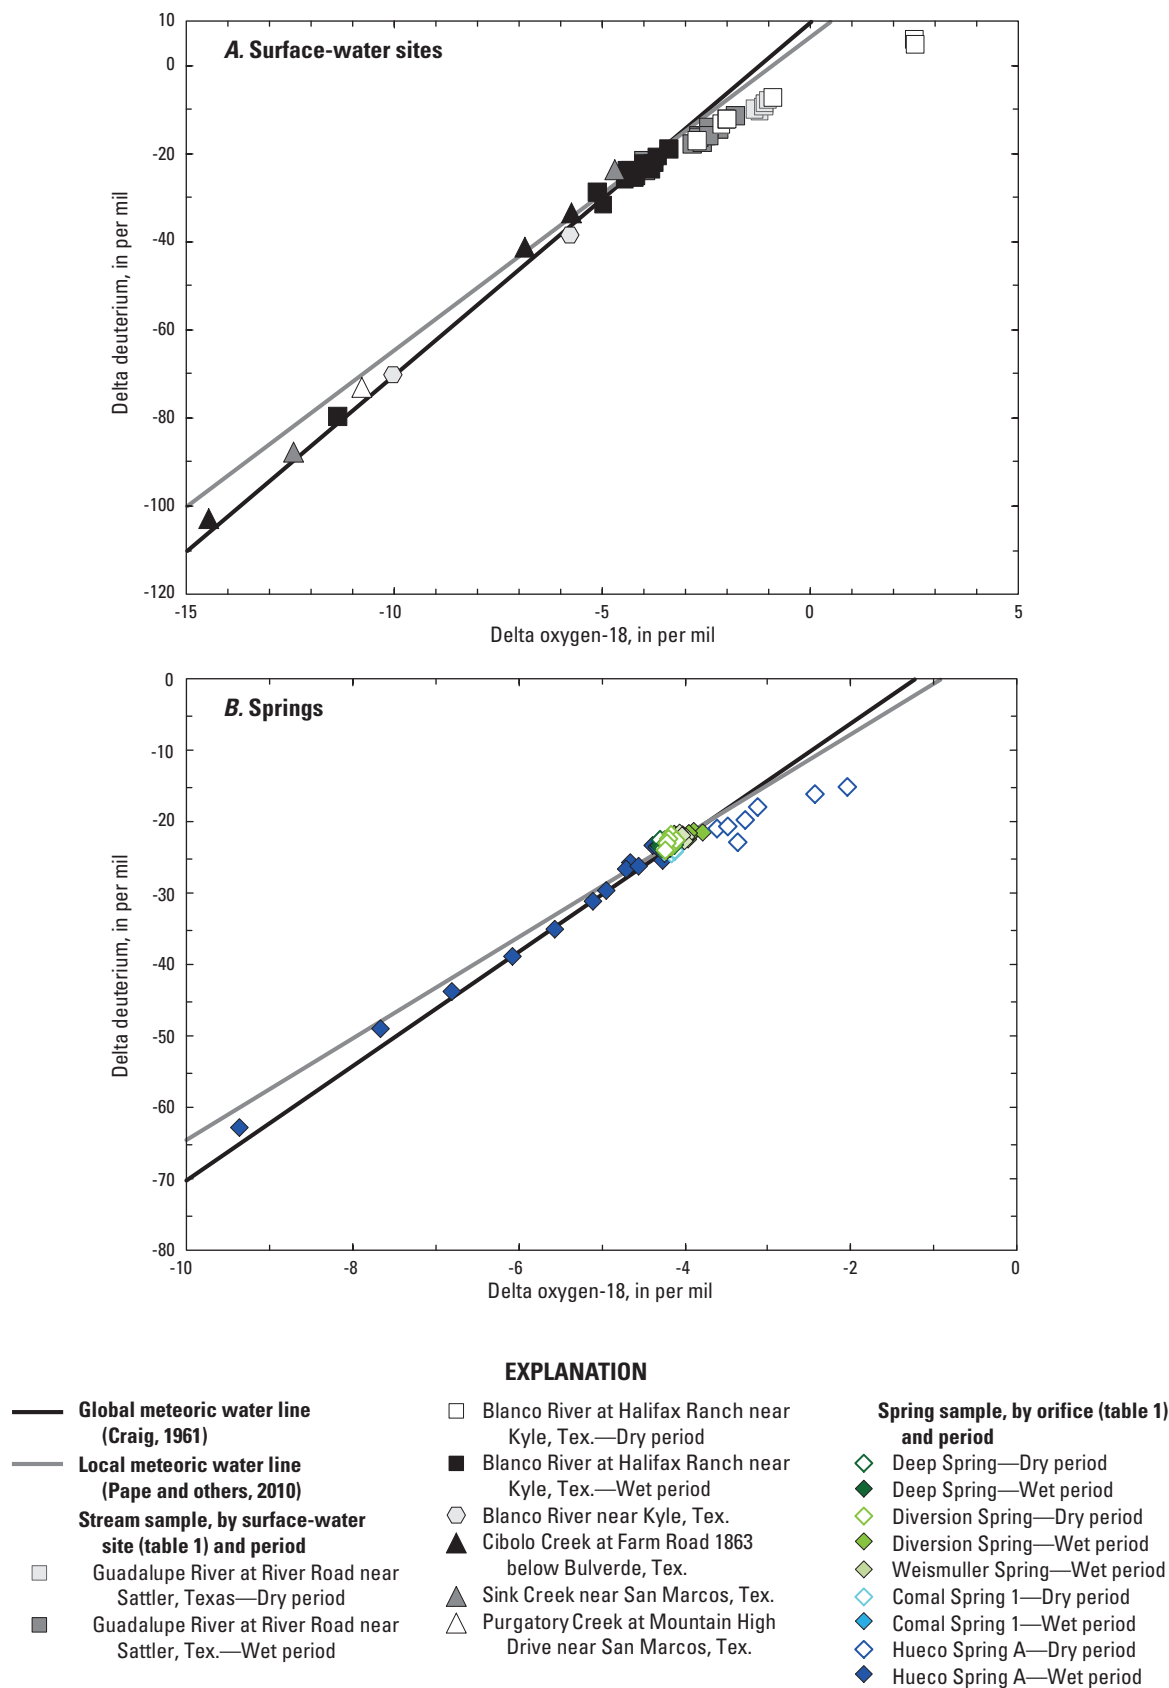 A. Surface-water sites
10
0
-20
-40
-60
-80
-100
-120
Delta deuterium, in per mil
-15
-10
-5
0
5
Delta oxygen-18, in per mil
B. Springs
0
-10
-20
-30
-40
-50
-60
-70
-80
Delta deuterium, in per mil
-10
-8
-6
-4
-2
0
Delta oxygen-18, in per mil
EXPLANATION
Global meteoric water line
(Craig, 1961)
Local meteoric water line
(Pape and others, 2010)
Stream sample, by surface-water
site (table 1) and period
Guadalupe River at River Road near
Sattler, Texas—Dry period
Guadalupe River at River Road near
Sattler, Tex.—Wet period
Blanco River at Halifax Ranch near
Kyle, Tex.—Dry period
Blanco River at Halifax Ranch near
Kyle, Tex.—Wet period
Blanco River near Kyle, Tex.
Cibolo Creek at Farm Road 1863
below Bulverde, Tex.
Sink Creek near San Marcos, Tex.
Purgatory Creek at Mountain High
Drive near San Marcos, Tex.
Spring sample, by orifice (table 1)
and period
Deep Spring—Dry period
Deep Spring—Wet period
Diversion Spring—Dry period
Diversion Spring—Wet period
Weismuller Spring—Wet period
Comal Spring 1—Dry period
Comal Spring 1—Wet period
Hueco Spring A—Dry period
Hueco Spring A—Wet period